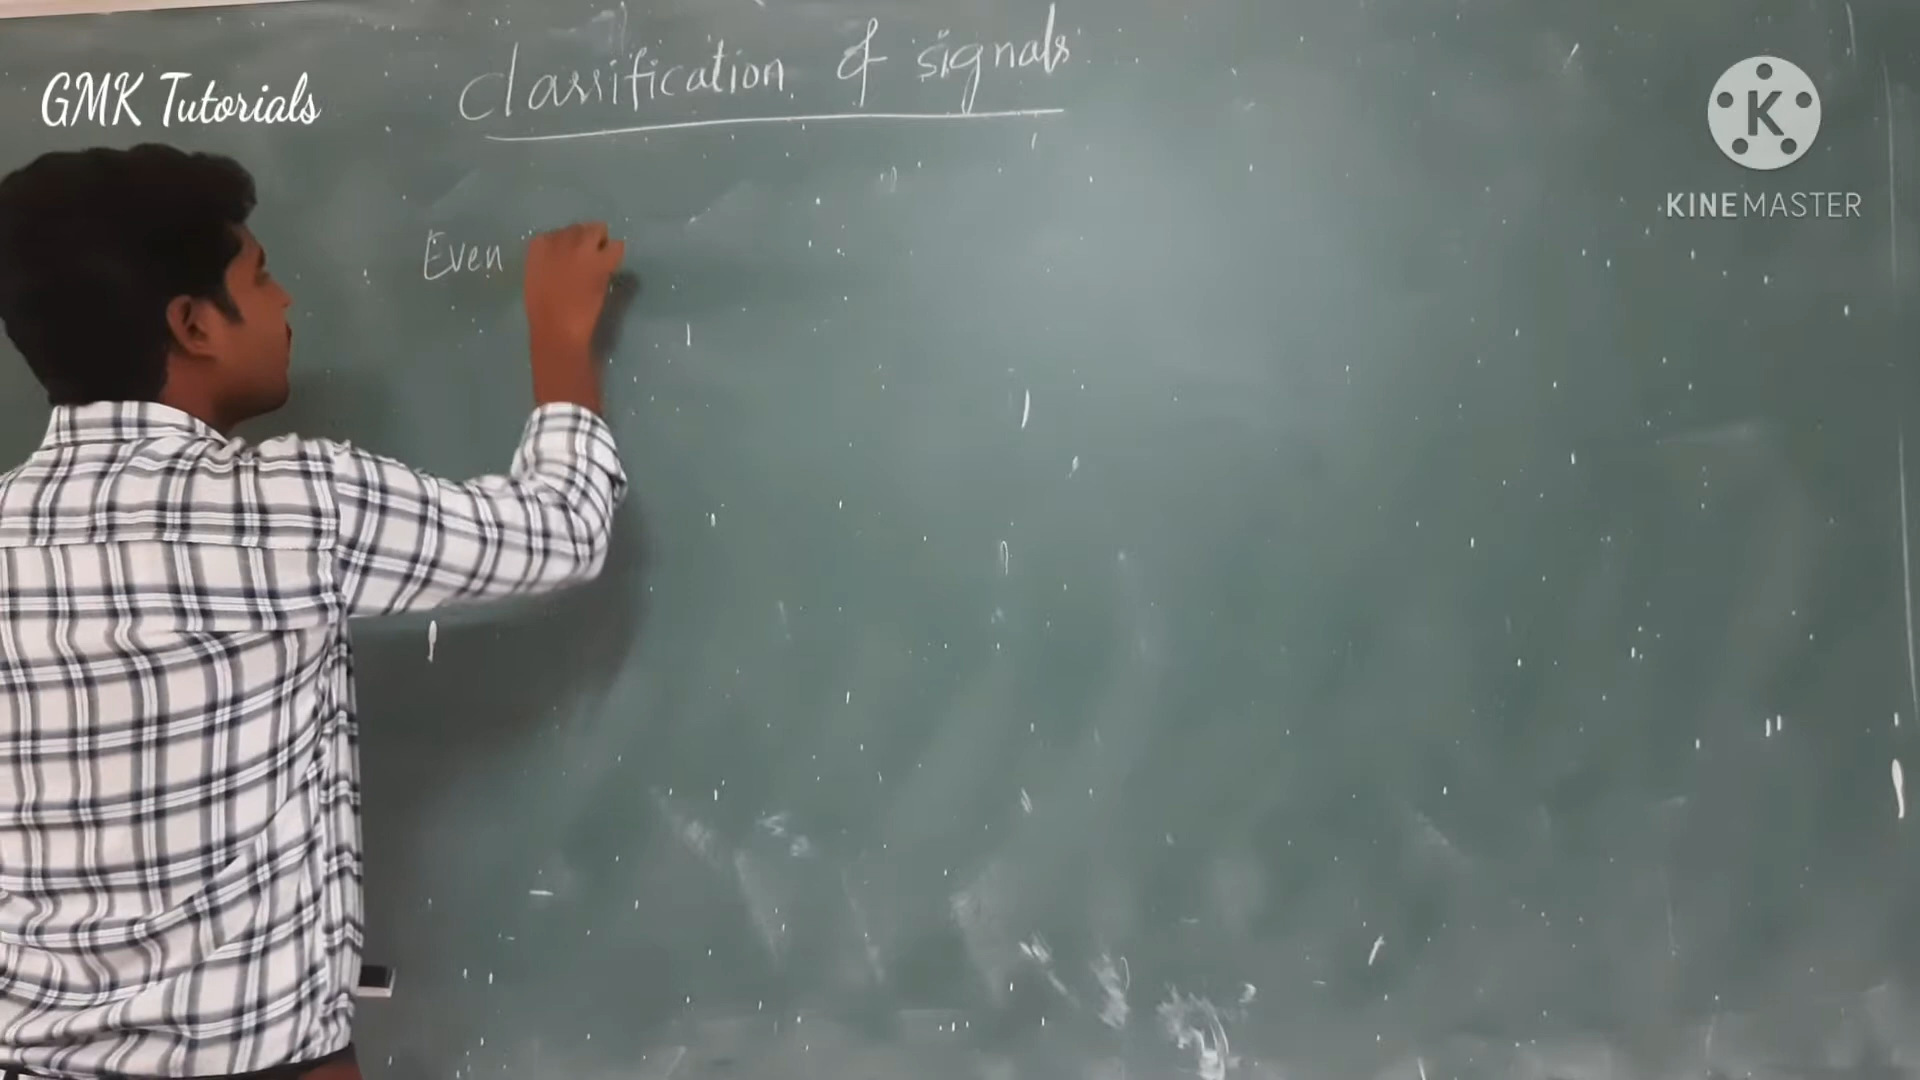 Classification of signals
GMK Tutorials
K
KINEMASTER
Even